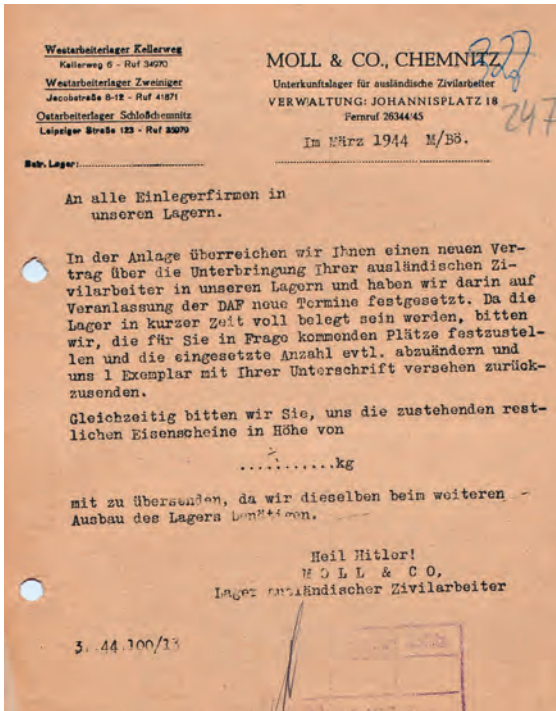 Westarbeiterlager Kellerweg
Kellerweg 6 - Ruf 34970
Westarbeiterlager Zweiniger
Jacobstraße 8-12 - Ruf 41871
Ostarbeiterlager Schloßchemnitz
Leipziger Straße 123 - Ruf 35079
Betr. Lager:
MOLL & CO., CHEMNITZ
Unterkunftslager für ausländische Zivilarbeiter
VERWALTUNG: JOHANNISPLATZ 18
Fernruf 26344/45
327
247
Im März 1944 M/Bö.
An alle Einlegerfirmen in
unseren Lagern.
In der Anlage überreichen wir Ihnen einen neuen Ver-
trag über die Unterbringung Ihrer ausländischen Zi-
vilarbeiter in unseren Lagern und haben wir darin auf
Veranlassung der DAF neue Termine festgesetzt. Da die
Lager in kurzer Zeit voll belegt sein werden, bitten
wir, die für Sie in Frage kommenden Plätze festzustel-
len und die eingesetzte Anzahl evtl. abzuändern und
uns 1 Exemplar mit Ihrer Unterschrift versehen zurück-
zusenden.
Gleichzeitig bitten wir Sie, uns die zustehenden rest-
lichen Eisenscheine in Höhe von
...........kg
mit zu übersenden, da wir dieselben beim weiteren
Ausbau des Lagers benötigen.
Heil Hitler!
MOLL & CO,
Lager ausländischer Zivilarbeiter
3. 44.100/13